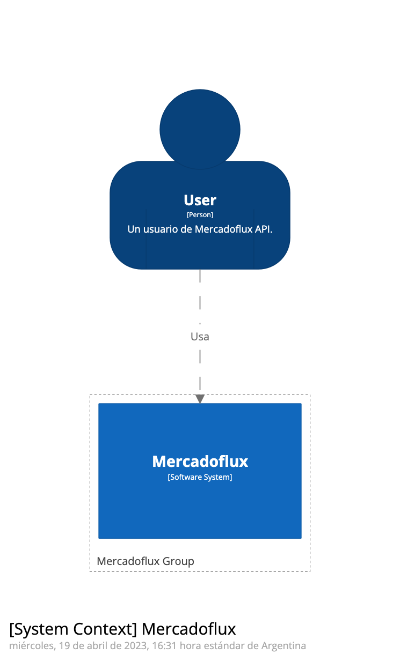 User
[Person]
Un usuario de Mercadoflux API.
Usa
Mercadoflux
[Software System]
Mercadoflux Group
[System Context] Mercadoflux
miércoles, 19 de abril de 2023, 16:31 hora estándar de Argentina